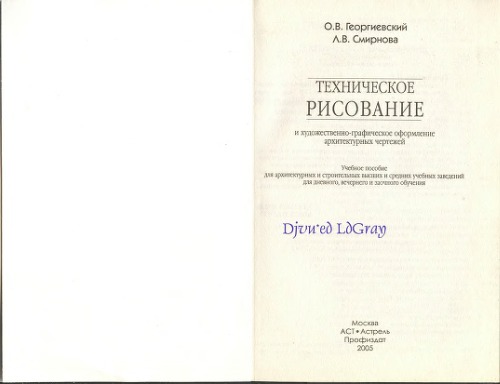 О.В. Георгиевский
Л.В. Смирнова
ТЕХНИЧЕСКОЕ
РИСОВАНИЕ
и художественно-графическое оформление
архитектурных чертежей
Учебное пособие
для архитектурных и строительных высших и средних учебных заведений
для дневного, вечернего и заочного обучения
Djvu'ed LdGray
Москва
АСТ•Астрель
Профиздат
2005